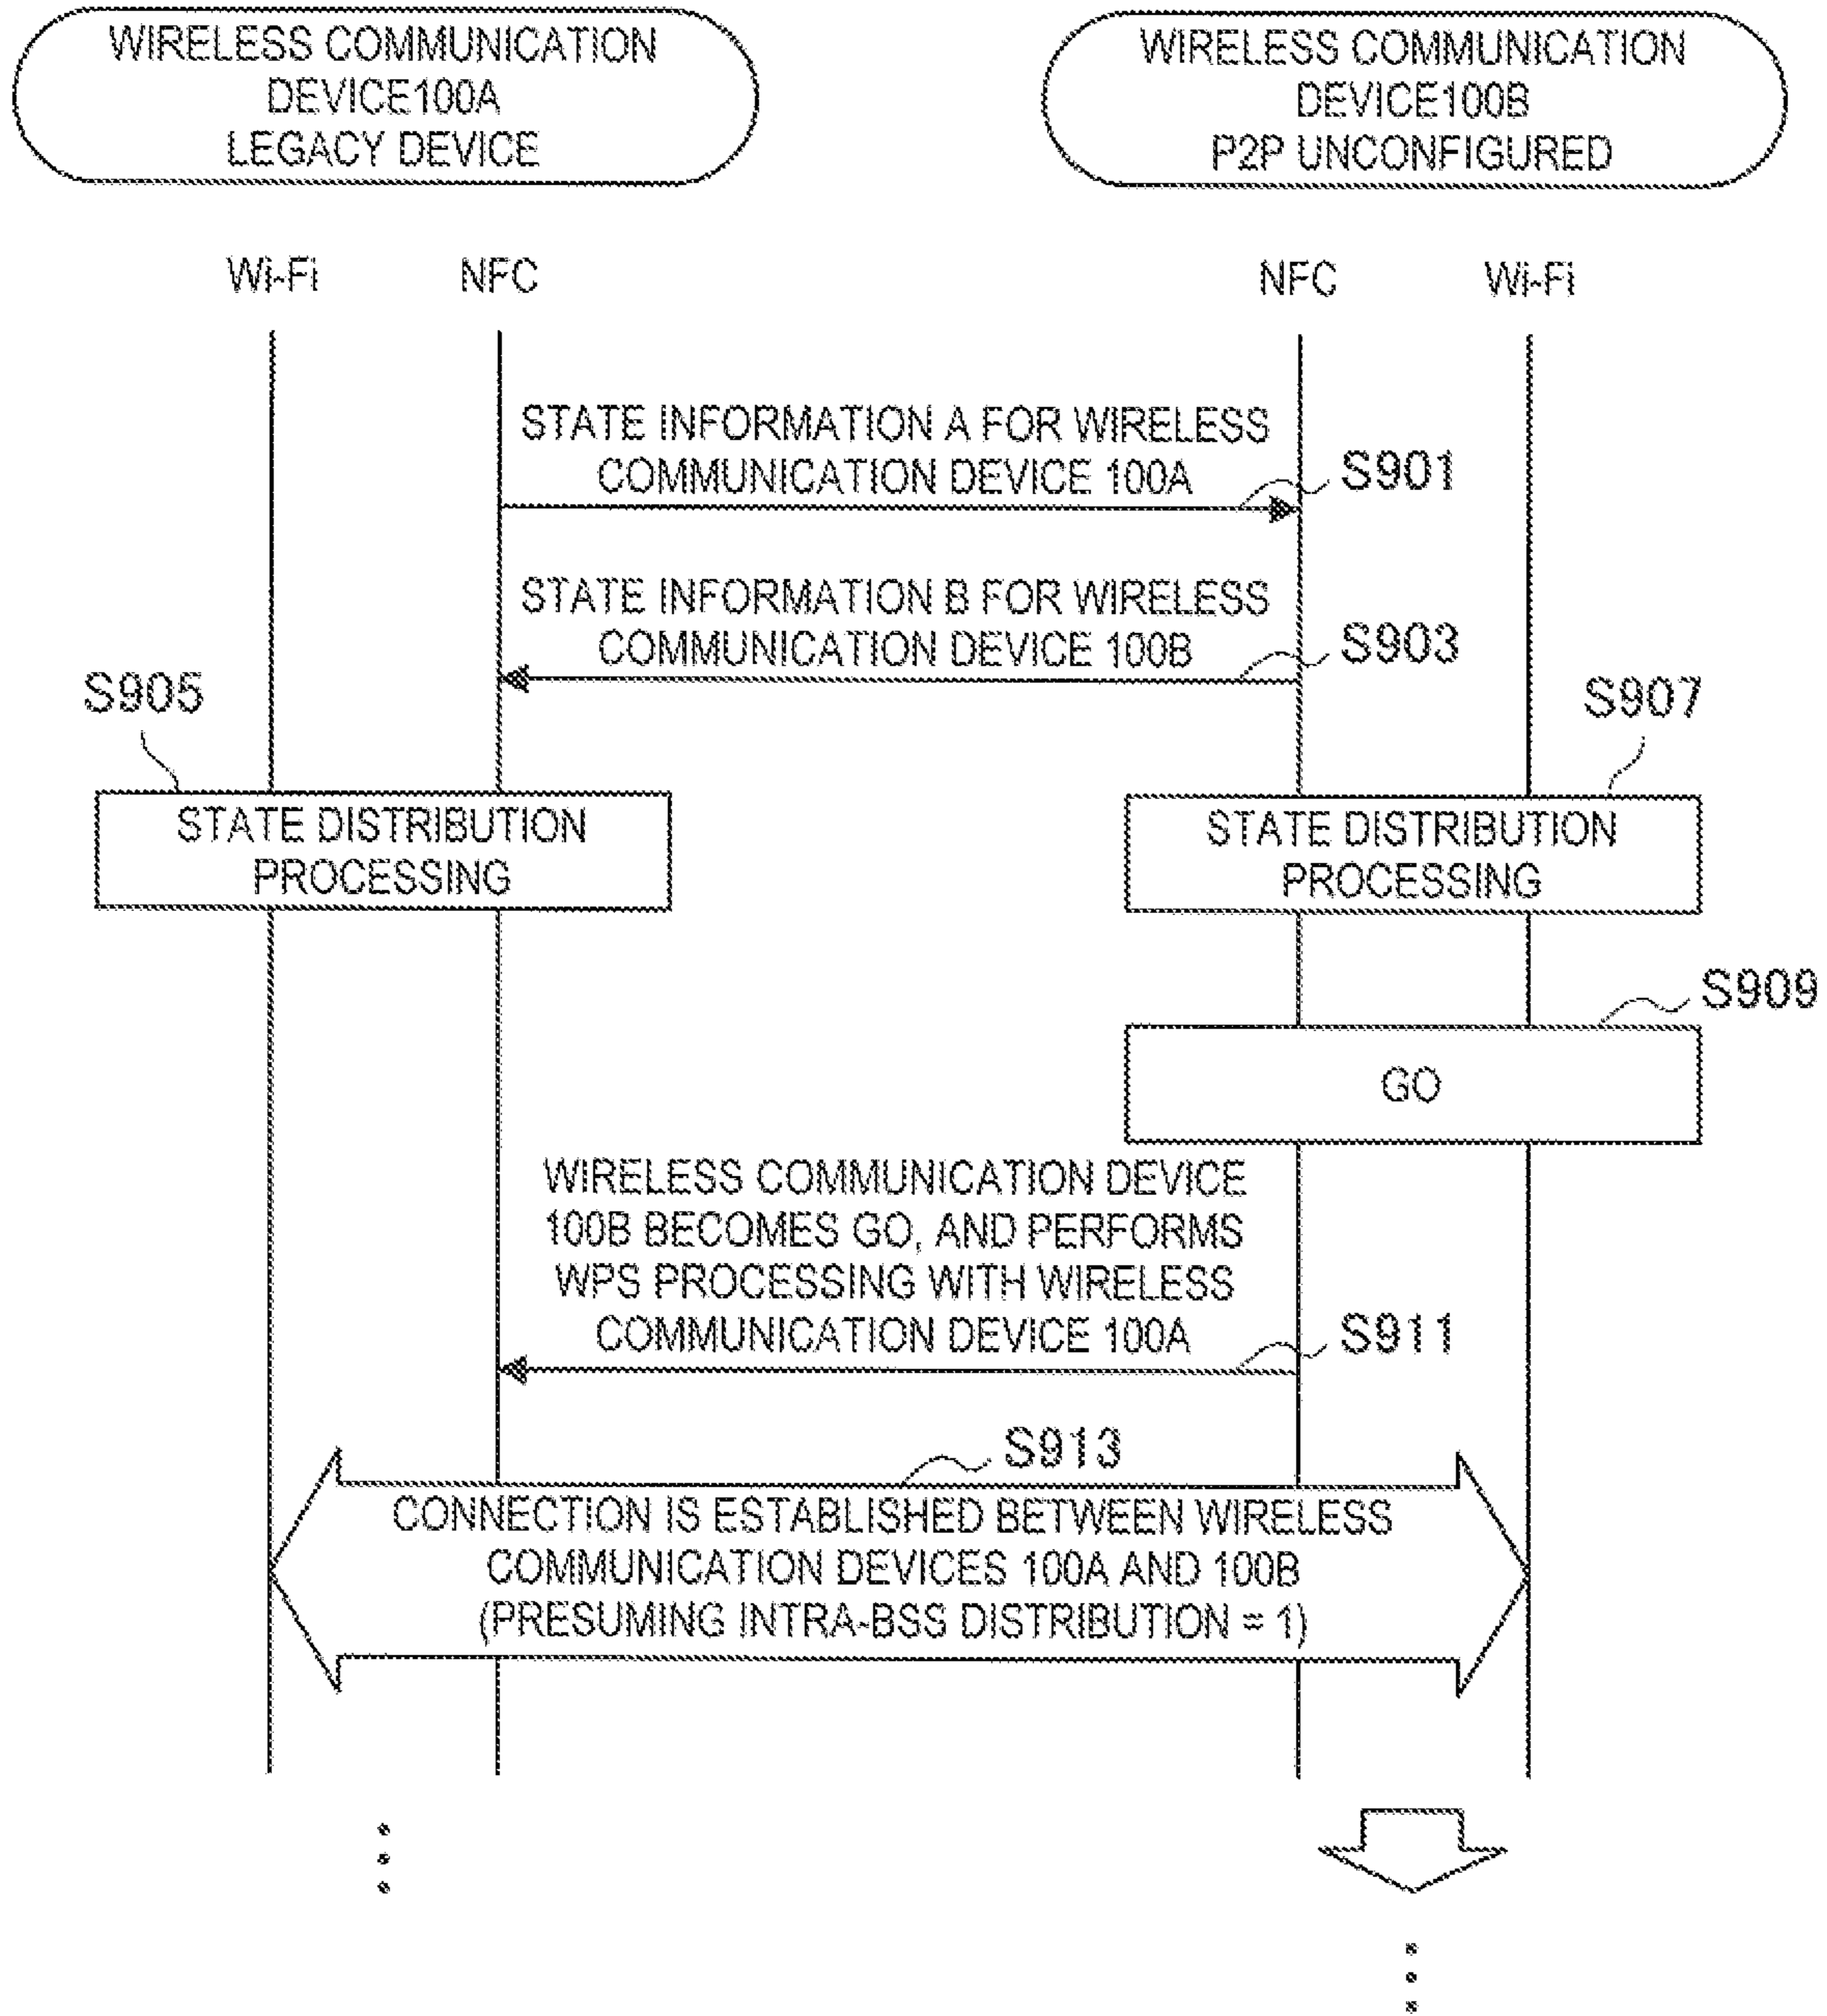 WIRELESS COMMUNICATION
DEVICE100A
LEGACY DEVICE
WIRELESS COMMUNICATION
DEVICE100B
P2P UNCONFIGURED
Wi-Fi
NFC
NFC
Wi-Fi
STATE INFORMATION A FOR WIRELESS
COMMUNICATION DEVICE 100A
S901
STATE INFORMATION B FOR WIRELESS
COMMUNICATION DEVICE 100B
S903
S905
S907
STATE DISTRIBUTION
PROCESSING
STATE DISTRIBUTION
PROCESSING
S909
GO
WIRELESS COMMUNICATION DEVICE
100B BECOMES GO, AND PERFORMS
WPS PROCESSING WITH WIRELESS
COMMUNICATION DEVICE 100A
S911
S913
CONNECTION IS ESTABLISHED BETWEEN WIRELESS
COMMUNICATION DEVICES 100A AND 100B
(PRESUMING INTRA-BSS DISTRIBUTION = 1)